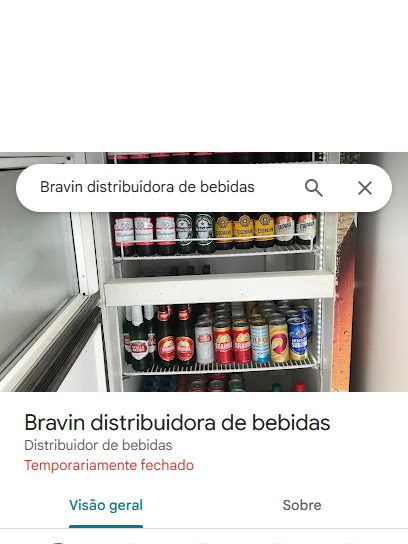 Bravin distribuidora de bebidas
Bravin distribuidora de bebidas
Distribuidor de bebidas
Temporariamente fechado
Visão geral
Sobre